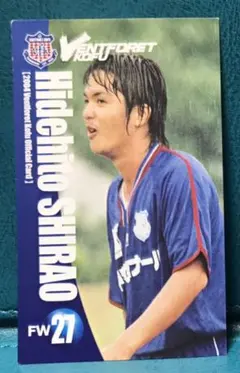 VENTFORET
KOFU
Hidehito SHIRAO
[2004 Ventforet Kofu Official Card]
FW 27